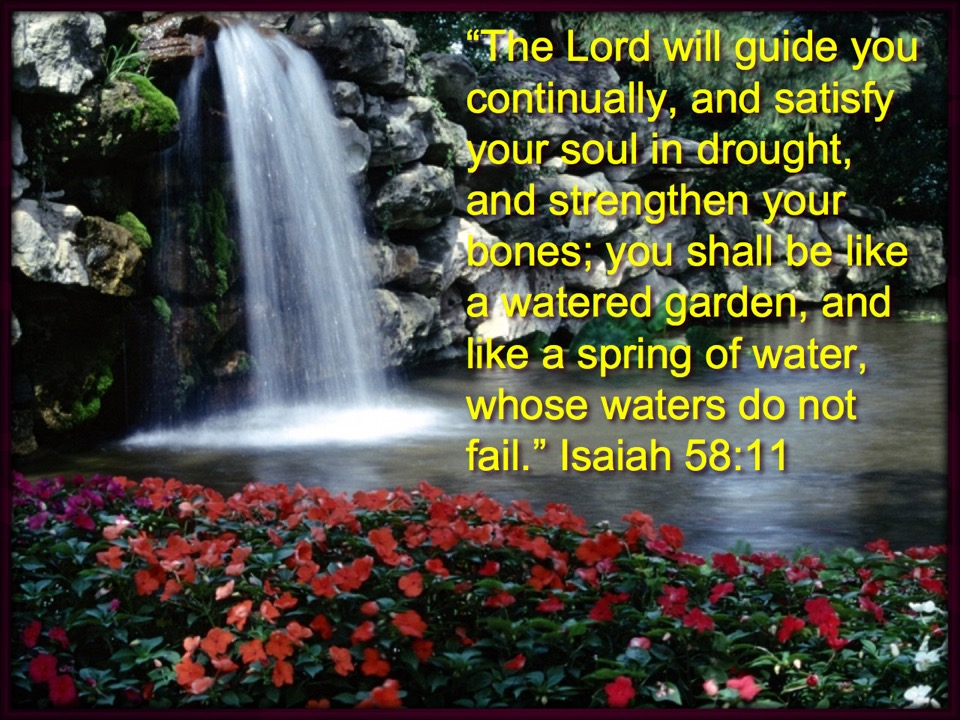 “The Lord will guide you
continually, and satisfy
your soul in drought,
and strengthen your
bones; you shall be like
a watered garden, and
like a spring of water,
whose waters do not
fail.” Isaiah 58:11